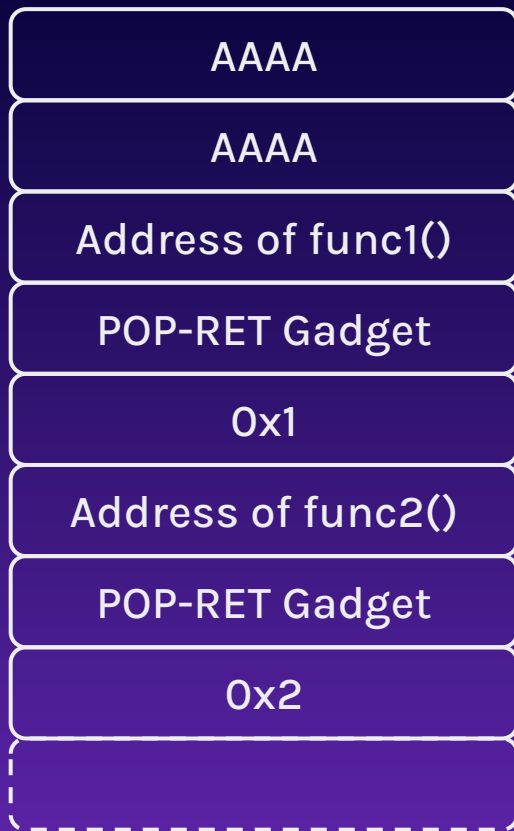 AAAA
AAAA
Address of func1()
POP-RET Gadget
0x1
Address of func2()
POP-RET Gadget
0x2